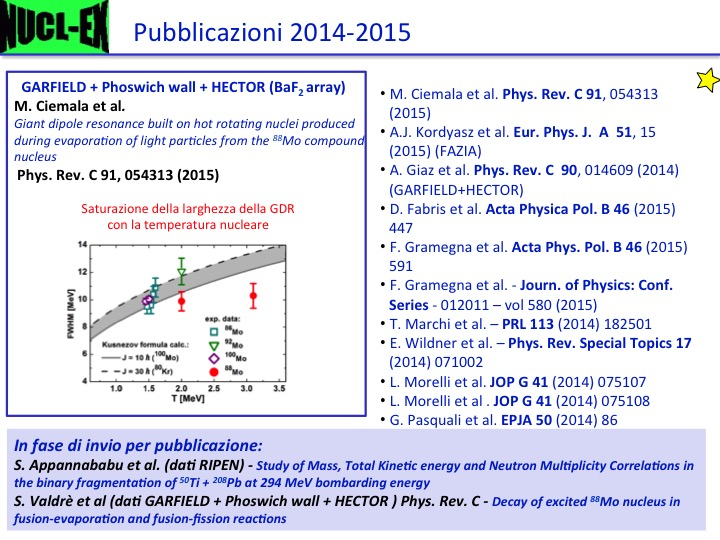 NUCL-EX
Pubblicazioni 2014-2015
GARFIELD + Phoswich wall + HECTOR (BaF2 array)
M. Ciemala et al.
Giant dipole resonance built on hot rotating nuclei produced
during evaporation of light particles from the 88Mo compound
nucleus
Phys. Rev. C 91, 054313 (2015)
Saturazione della larghezza della GDR
con la temperatura nucleare
14
12
10
8
6
4
FWHM [MeV]
exp. data:
86Mo
92Mo
100Mo
88Mo
Kusnezov formula calc.:
J = 10 ℏ (100Mo)
J = 30 ℏ (80Kr)
1.0 1.5 2.0 2.5 3.0 3.5
T [MeV]
• M. Ciemala et al. Phys. Rev. C 91, 054313
(2015)
• A.J. Kordyasz et al. Eur. Phys. J. A 51, 15
(2015) (FAZIA)
• A. Giaz et al. Phys. Rev. C 90, 014609 (2014)
(GARFIELD+HECTOR)
• D. Fabris et al. Acta Physica Pol. B 46 (2015)
447
• F. Gramegna et al. Acta Phys. Pol. B 46 (2015)
591
• F. Gramegna et al. - Journ. of Physics: Conf.
Series - 012011 – vol 580 (2015)
• T. Marchi et al. – PRL 113 (2014) 182501
• E. Wildner et al. – Phys. Rev. Special Topics 17
(2014) 071002
• L. Morelli et al. JOP G 41 (2014) 075107
• L. Morelli et al . JOP G 41 (2014) 075108
• G. Pasquali et al. EPJA 50 (2014) 86
In fase di invio per pubblicazione:
S. Appannababu et al. (dati RIPEN) - Study of Mass, Total Kinetic energy and Neutron Multiplicity Correlations in
the binary fragmentation of 50Ti + 208Pb at 294 MeV bombarding energy
S. Valdrè et al (dati GARFIELD + Phoswich wall + HECTOR ) Phys. Rev. C - Decay of excited 88Mo nucleus in
fusion-evaporation and fusion-fission reactions